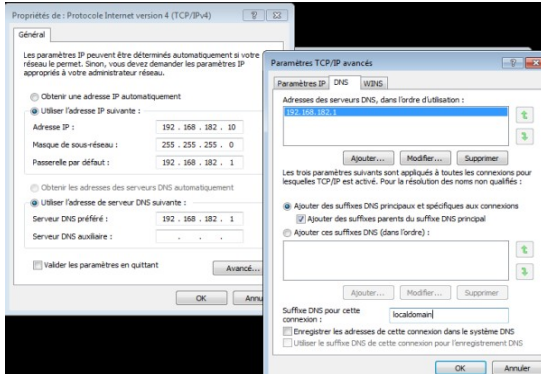 Propriétés de : Protocole Internet version 4 (TCP/IPv4)
Général
Les paramètres IP peuvent être déterminés automatiquement si votre
réseau le permet. Sinon, vous devez demander les paramètres IP
appropriés à votre administrateur réseau.
Obtenir une adresse IP automatiquement
Utiliser l'adresse IP suivante :
Adresse IP : 192 . 168 . 182 . 10
Masque de sous-réseau : 255 . 255 . 255 . 0
Passerelle par défaut : 192 . 168 . 182 . 1
Obtenir les adresses des serveurs DNS automatiquement
Utiliser l'adresse de serveur DNS suivante :
Serveur DNS préféré : 192 . 168 . 182 . 1
Serveur DNS auxiliaire : . . .
Valider les paramètres en quittant
Avancé...
OK Annu
Paramètres TCP/IP avancés
Paramètres IP DNS WINS
Adresses des serveurs DNS, dans l'ordre d'utilisation :
192.168.182.1
Ajouter... Modifier... Supprimer
Les trois paramètres suivants sont appliqués à toutes les connexions pour
lesquelles TCP/IP est activé. Pour la résolution des noms non qualifiés :
Ajouter des suffixes DNS principaux et spécifiques aux connexions
Ajouter des suffixes parents du suffixe DNS principal
Ajouter ces suffixes DNS (dans l'ordre) :
Ajouter... Modifier... Supprimer
Suffixe DNS pour cette
connexion : localdomain
Enregistrer les adresses de cette connexion dans le système DNS
Utiliser le suffixe DNS de cette connexion pour l'enregistrement DNS
OK Annuler